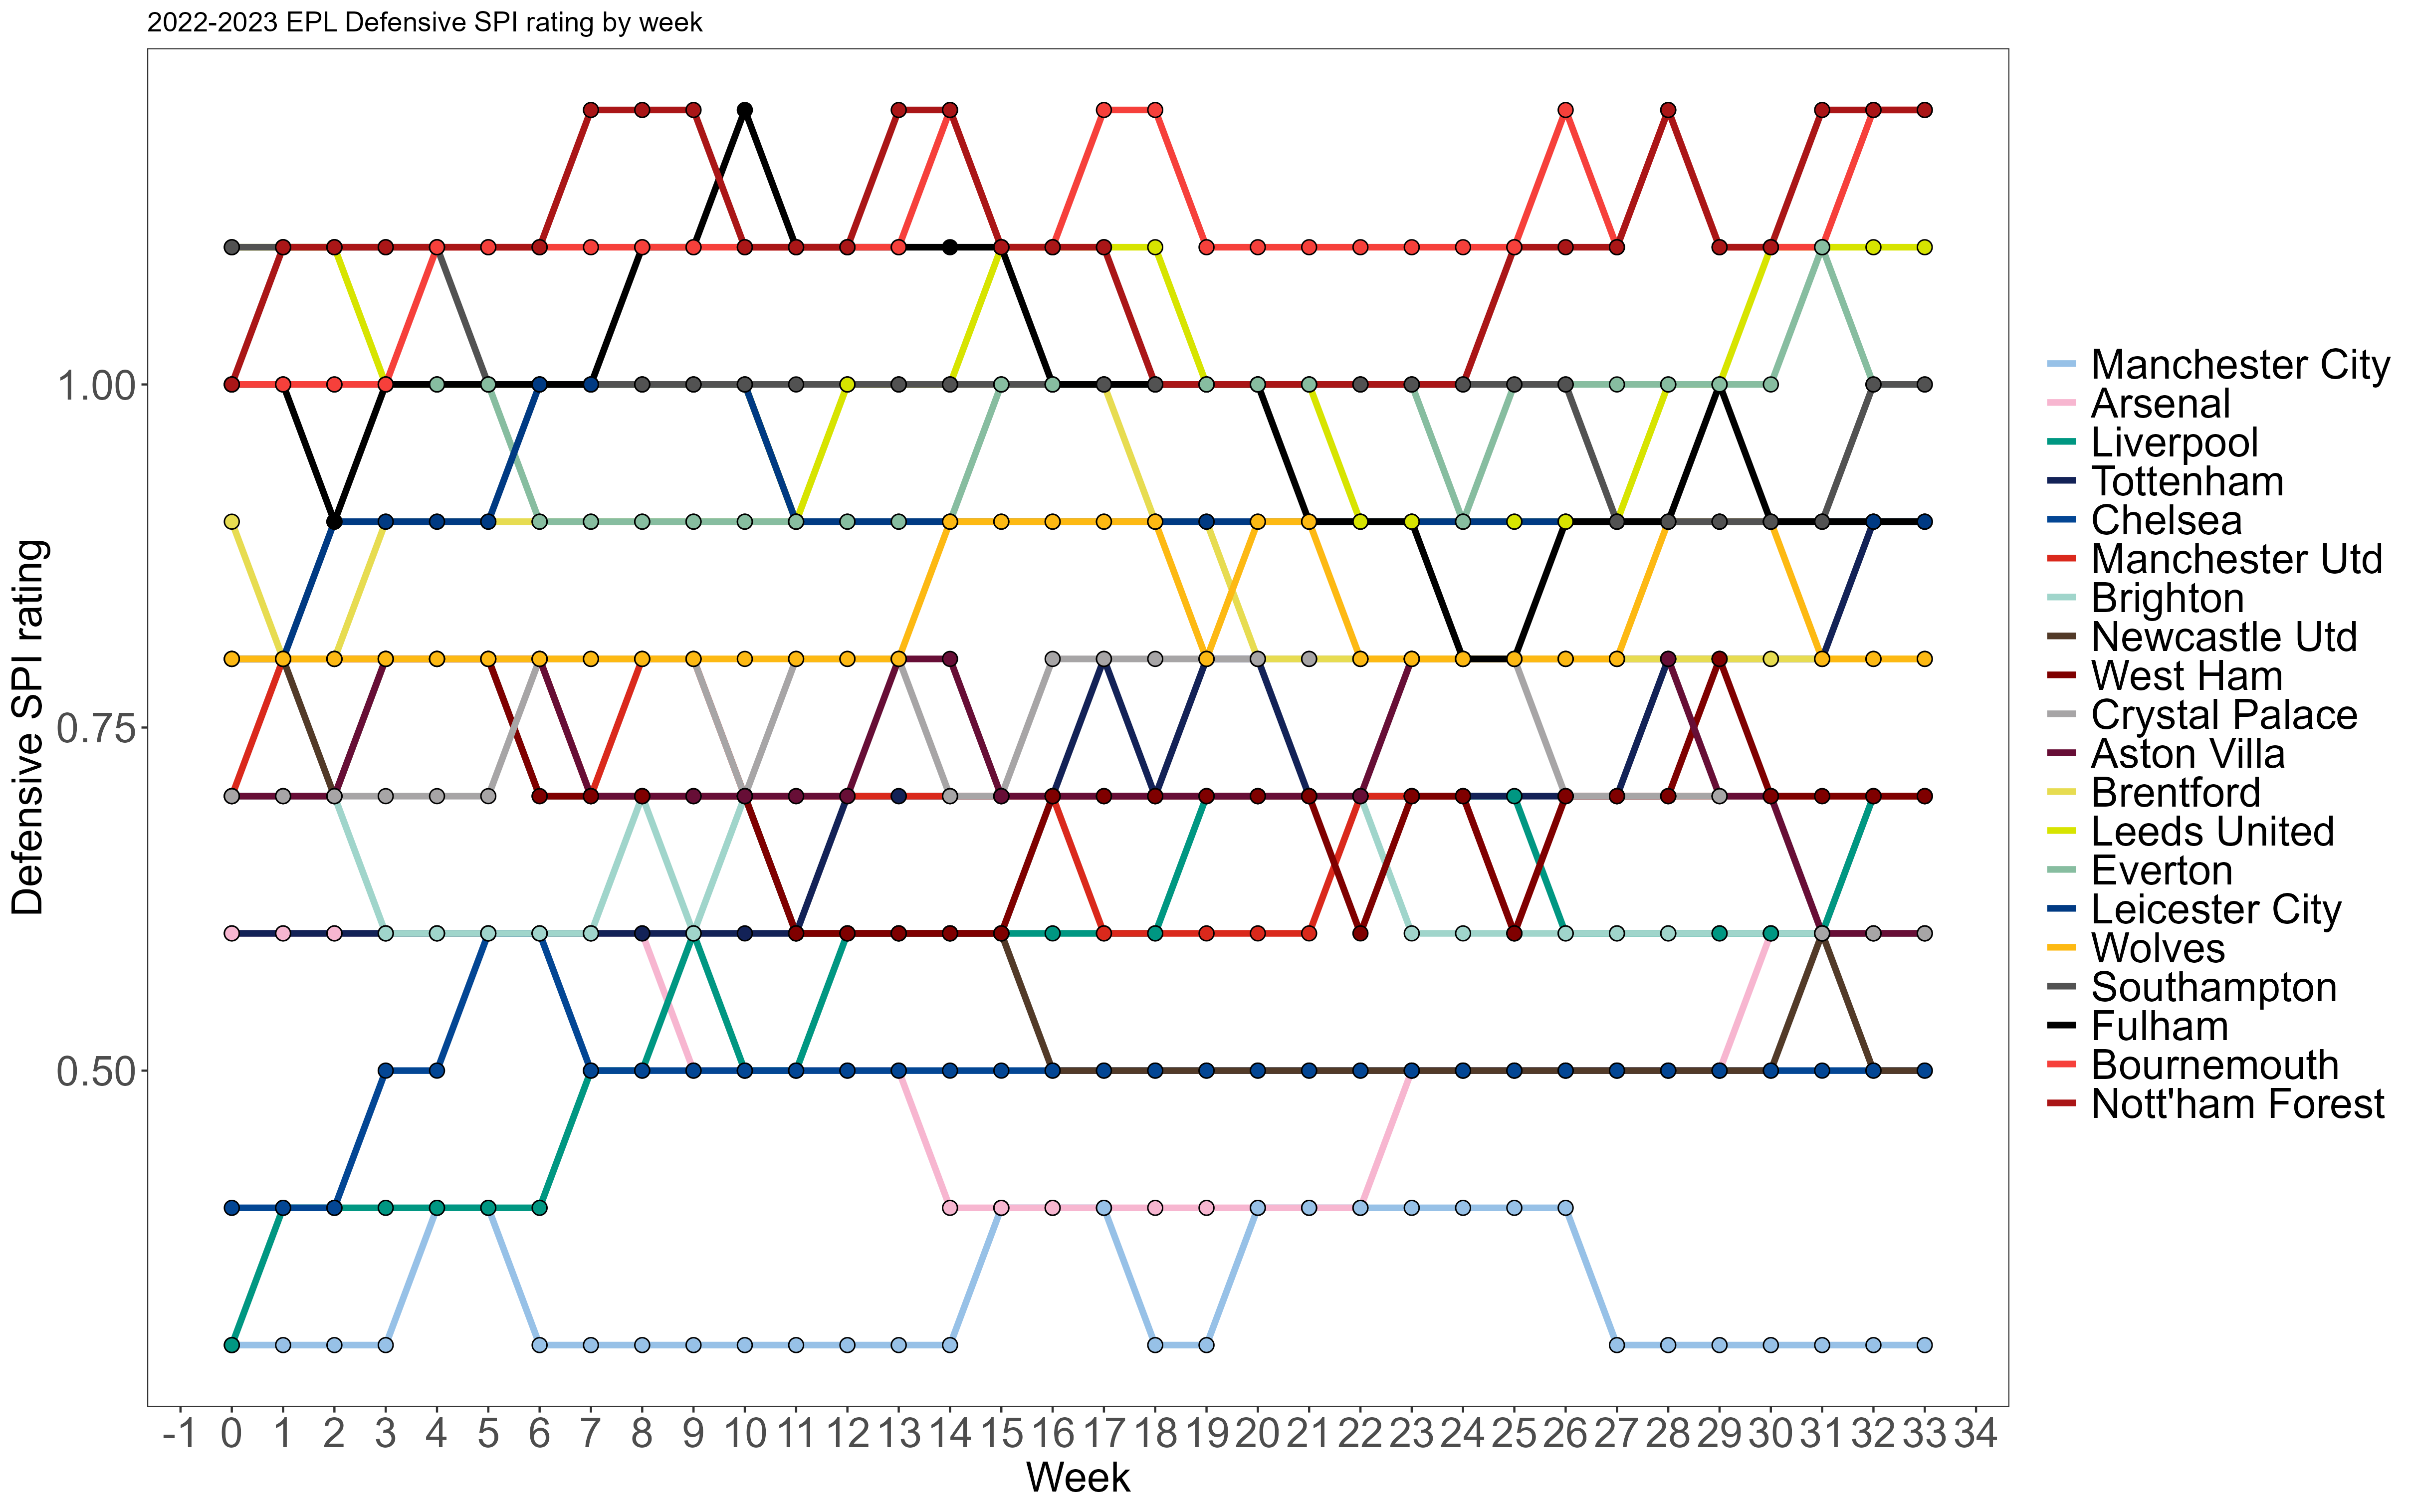 2022-2023 EPL Defensive SPI rating by week
Defensive SPI rating
1.00
0.75
0.50
-1 0 1 2 3 4 5 6 7 8 9 10 11 12 13 14 15 16 17 18 19 20 21 22 23 24 25 26 27 28 29 30 31 32 33 34
Week
Manchester City
Arsenal
Liverpool
Tottenham
Chelsea
Manchester Utd
Brighton
Newcastle Utd
West Ham
Crystal Palace
Aston Villa
Brentford
Leeds United
Everton
Leicester City
Wolves
Southampton
Fulham
Bournemouth
Nott'ham Forest